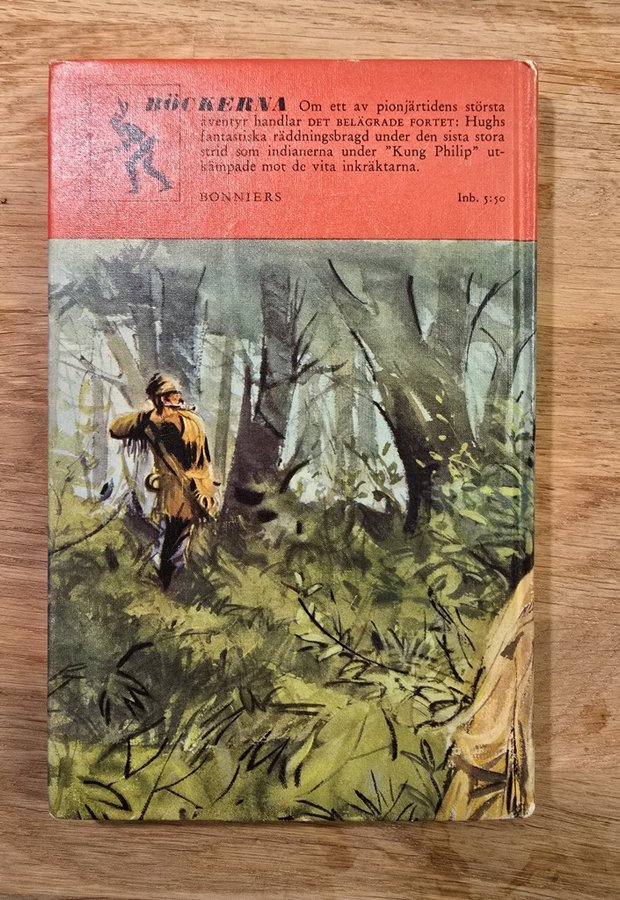 BÖCKERNA Om ett av pionjärtidens största
äventyr handlar DET BELÄGRADE FORTET: Hughs
fantastiska räddningsbragd under den sista stora
strid som indianerna under ”Kung Philip” ut-
kämpade mot de vita inkräktarna.
BONNIERS Inb. 5:50